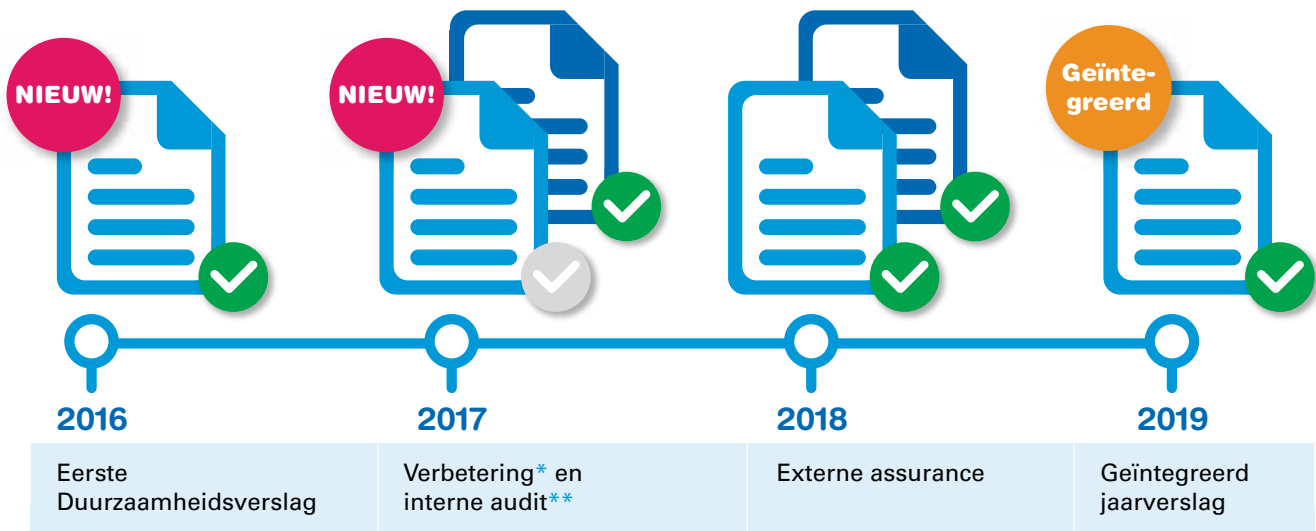 NIEUW!
NIEUW!
Geïnte-
greerd
2016
2017
2018
2019
Eerste
Duurzaamheidsverslag
Verbetering* en
interne audit**
Externe assurance
Geïntegreerd
jaarverslag